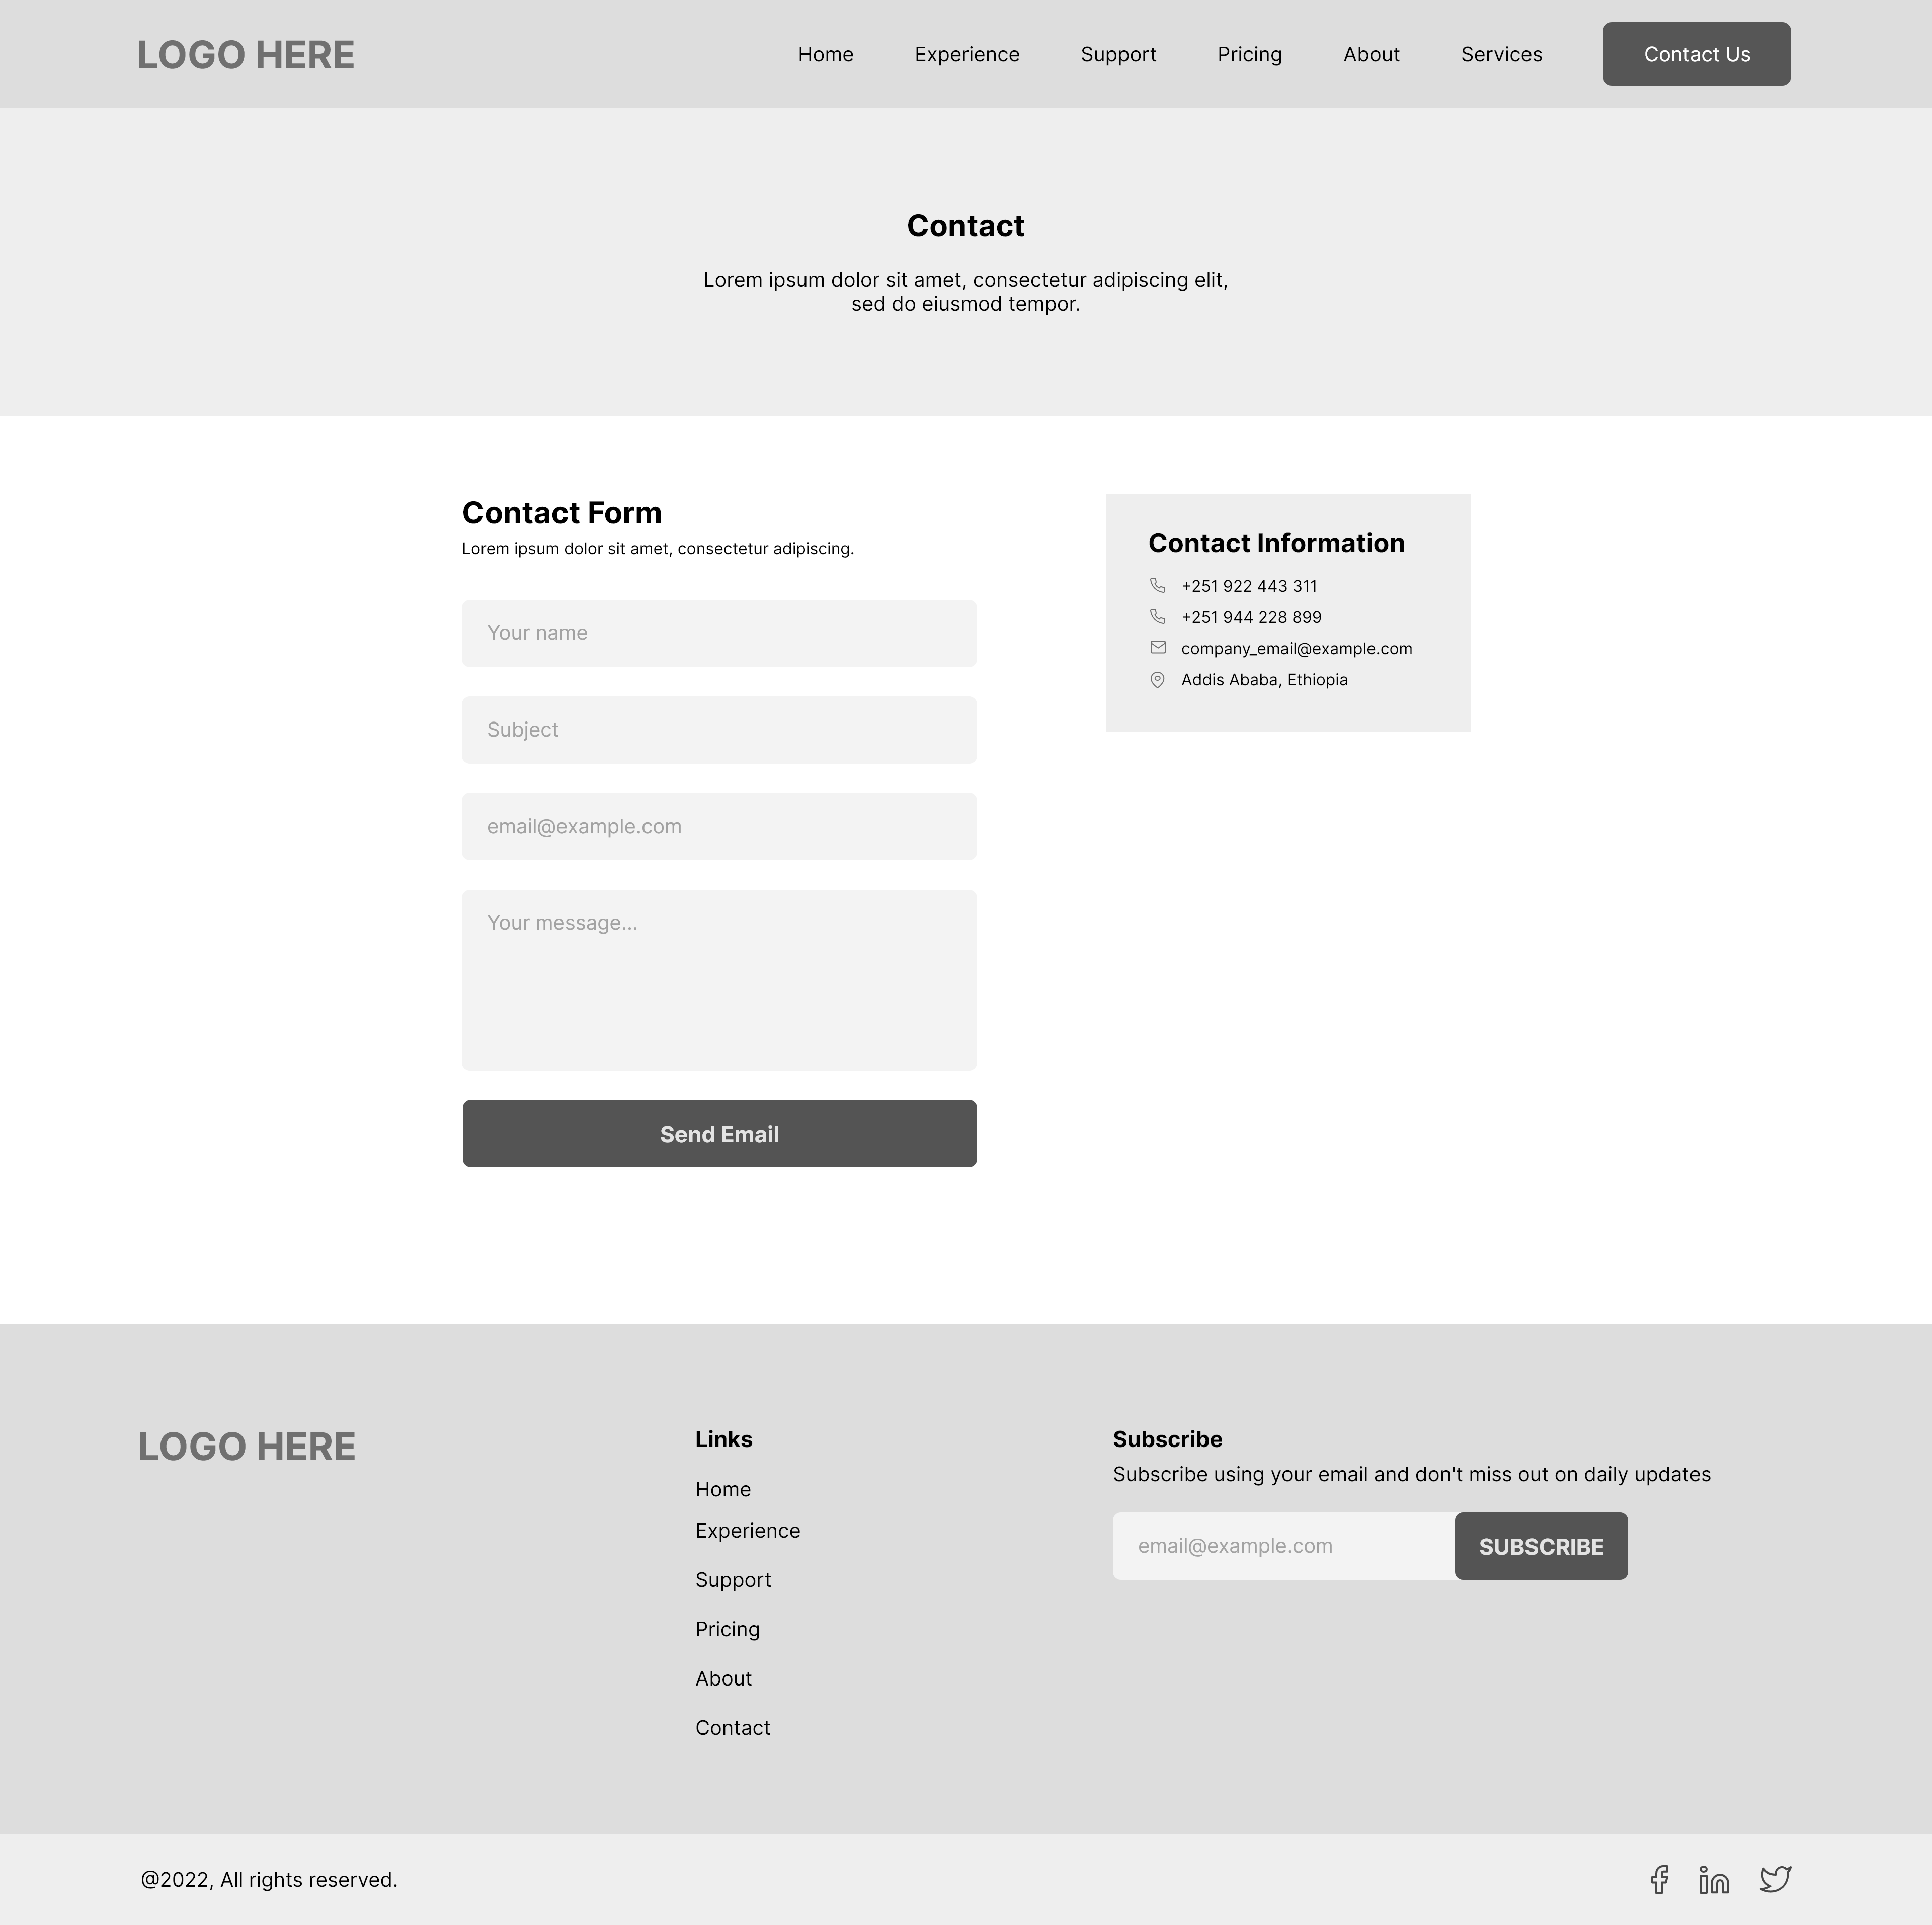 LOGO HERE
Home Experience Support Pricing About Services Contact Us
Contact
Lorem ipsum dolor sit amet, consectetur adipiscing elit,
sed do eiusmod tempor.
Contact Form
Lorem ipsum dolor sit amet, consectetur adipiscing.
Your name
Subject
email@example.com
Your message...
Send Email
Contact Information
+251 922 443 311
+251 944 228 899
company_email@example.com
Addis Ababa, Ethiopia
LOGO HERE
Links
Home
Experience
Support
Pricing
About
Contact
Subscribe
Subscribe using your email and don't miss out on daily updates
email@example.com
SUBSCRIBE
@2022, All rights reserved.